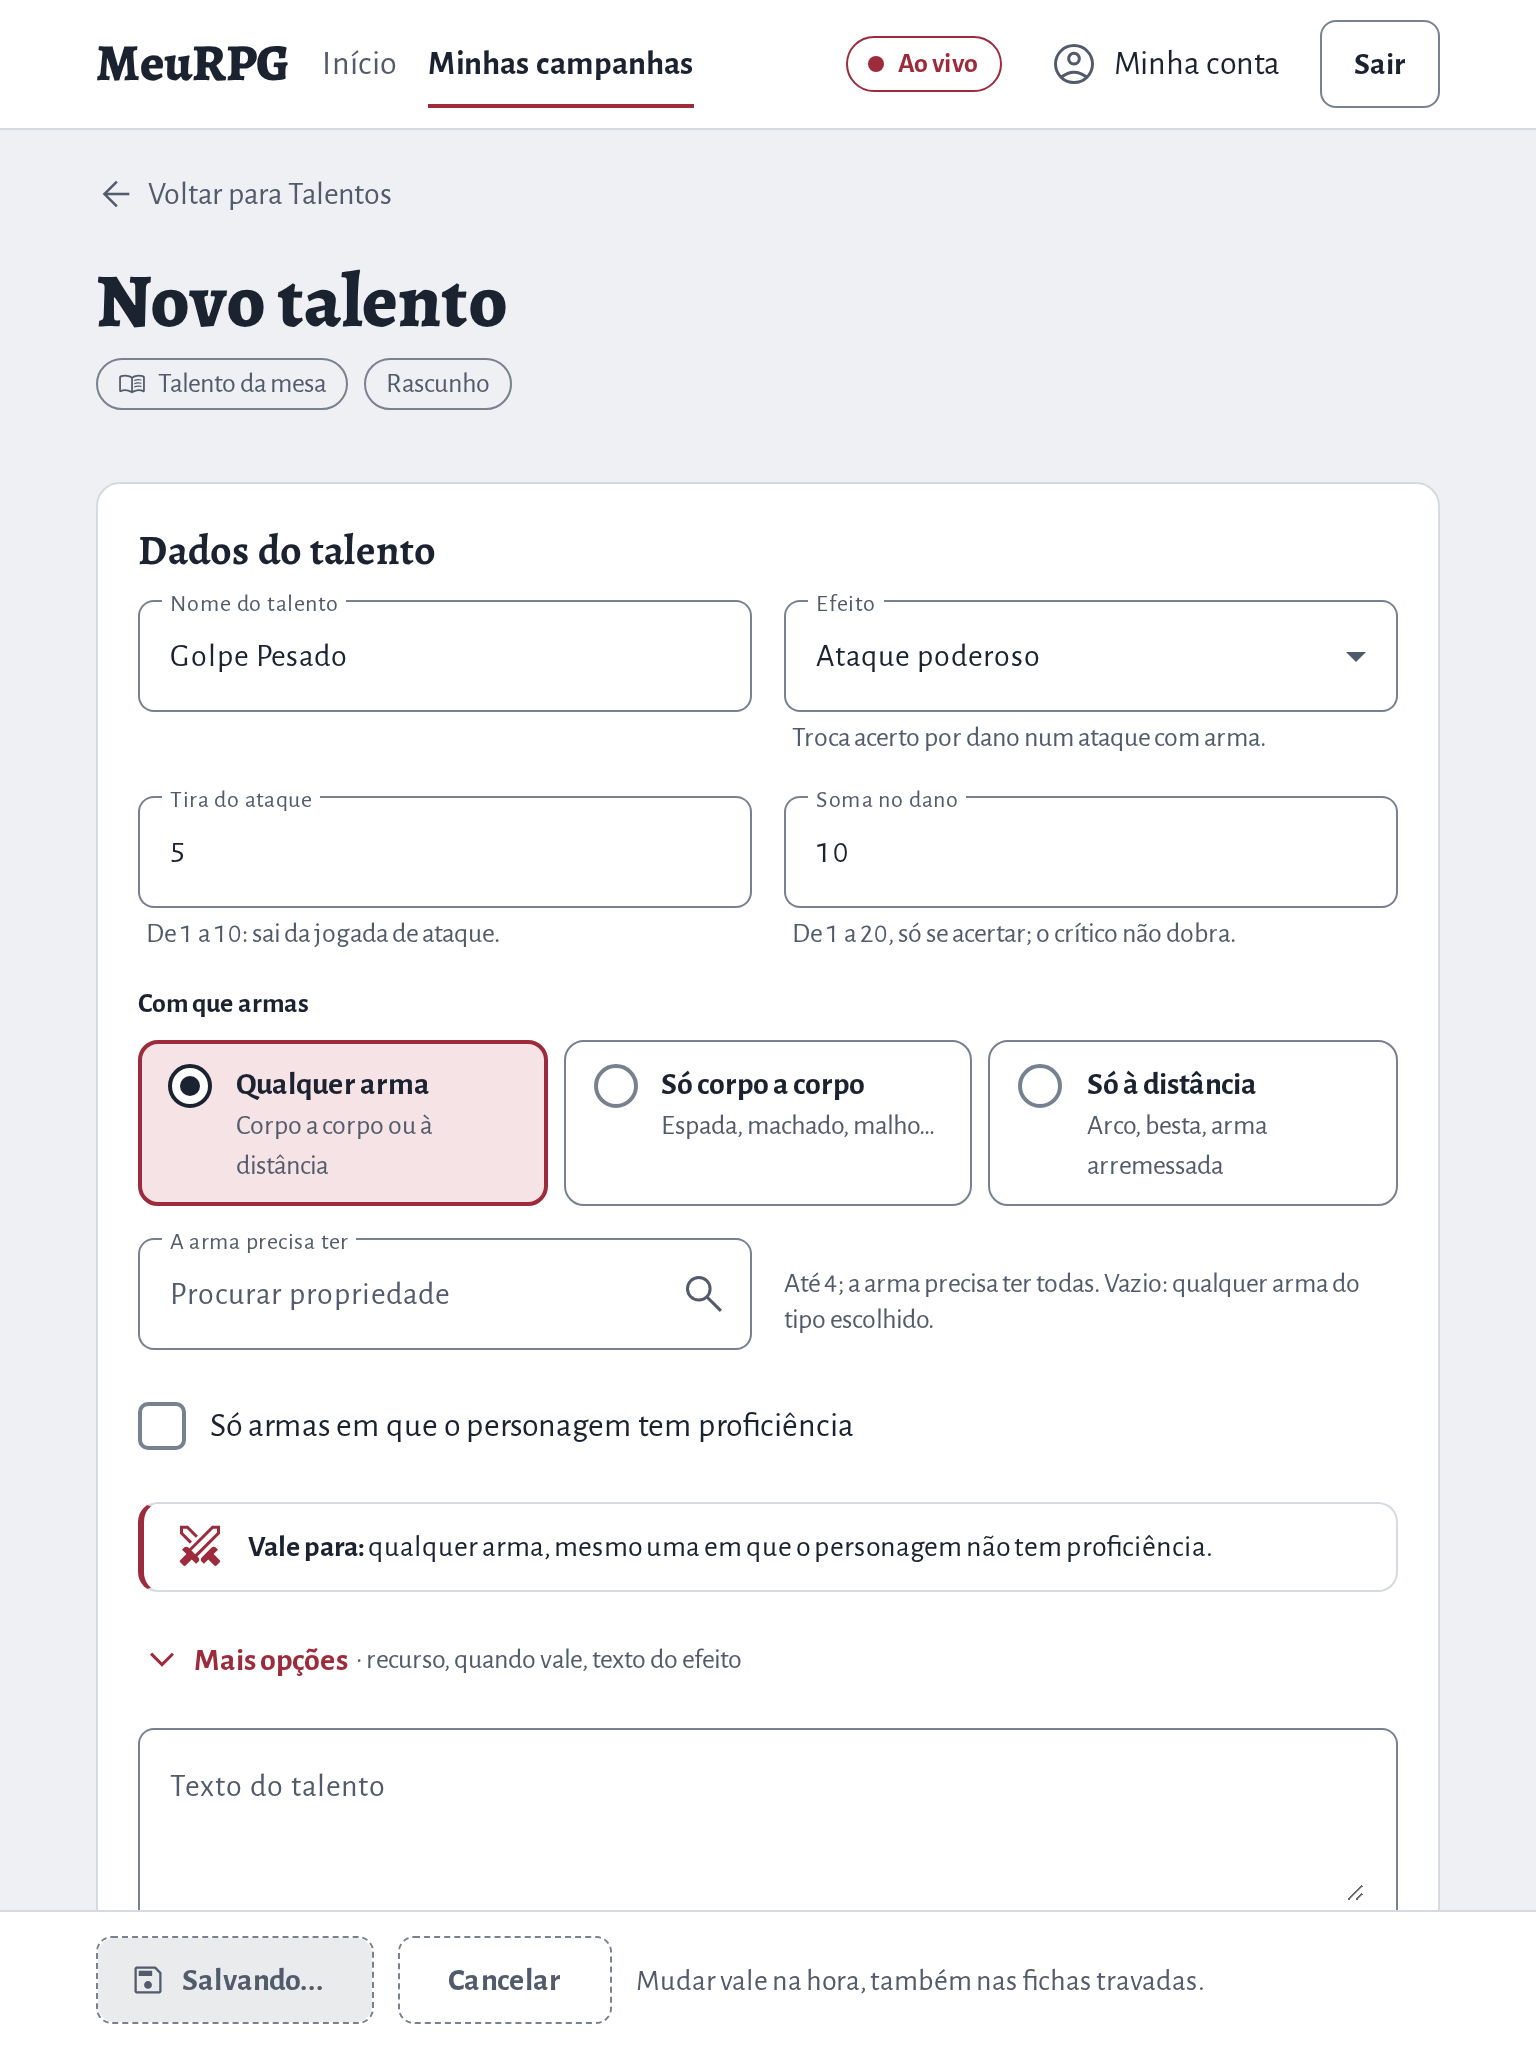 MeuRPG
Início
Minhas campanhas
Ao vivo
Minha conta
Sair
Voltar para Talentos
Novo talento
Talento da mesa
Rascunho
Dados do talento
Nome do talento
Golpe Pesado
Efeito
Ataque poderoso
Troca acerto por dano num ataque com arma.
Tira do ataque
5
De 1 a 10: sai da jogada de ataque.
Soma no dano
10
De 1 a 20, só se acertar; o crítico não dobra.
Com que armas
Qualquer arma
Corpo a corpo ou à
distância
Só corpo a corpo
Espada, machado, malho...
Só à distância
Arco, besta, arma
arremessada
A arma precisa ter
Procurar propriedade
Até 4; a arma precisa ter todas. Vazio: qualquer arma do
tipo escolhido.
Só armas em que o personagem tem proficiência
Vale para: qualquer arma, mesmo uma em que o personagem não tem proficiência.
Mais opções · recurso, quando vale, texto do efeito
Texto do talento
Salvando...
Cancelar
Mudar vale na hora, também nas fichas travadas.